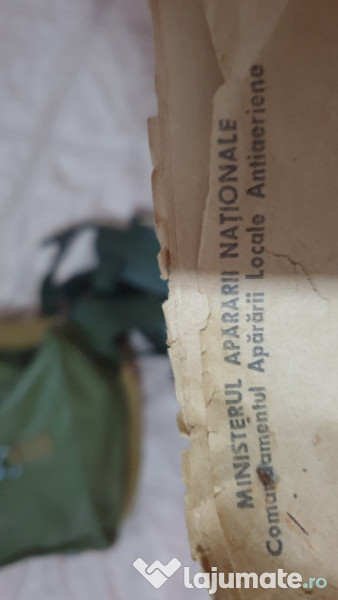 MINISTERUL APĂRĂRII NAȚIONALE
Comandamentul Apărării Locale Antiaeriene
lajumate.ro